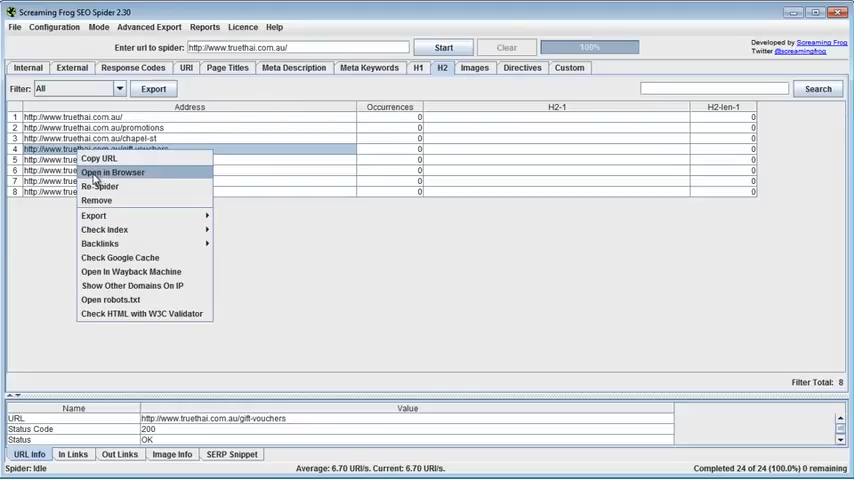 Screaming Frog SEO Spider 2.30
File Configuration Mode Advanced Export Reports Licence Help
Enter url to spider: http://www.truethai.com.au/ Start Clear 100% Developed by Screaming Frog
Twitter @screamingfrog
Internal External Response Codes URI Page Titles Meta Description Meta Keywords H1 H2 Images Directives Custom
Filter: All Export Search
Address Occurrences H2-1 H2-len-1
1 http://www.truethai.com.au/ 0 0
2 http://www.truethai.com.au/promotions 0 0
3 http://www.truethai.com.au/chapel-st 0 0
4 http://www.truethai.com.au/gift-vouchers 0 0
5 http://www.tru 0 0
6 http://www.tru 0 0
7 http://www.tru 0 0
8 http://www.tru 0 0
Copy URL
Open in Browser
Re-Spider
Remove
Export
Check Index
Backlinks
Check Google Cache
Open In Wayback Machine
Show Other Domains On IP
Open robots.txt
Check HTML with W3C Validator
Filter Total: 8
Name Value
URL http://www.truethai.com.au/gift-vouchers
Status Code 200
Status OK
URL Info In Links Out Links Image Info SERP Snippet
Spider: Idle Average: 6.70 URI/s. Current: 6.70 URI/s. Completed 24 of 24 (100.0%) 0 remaining